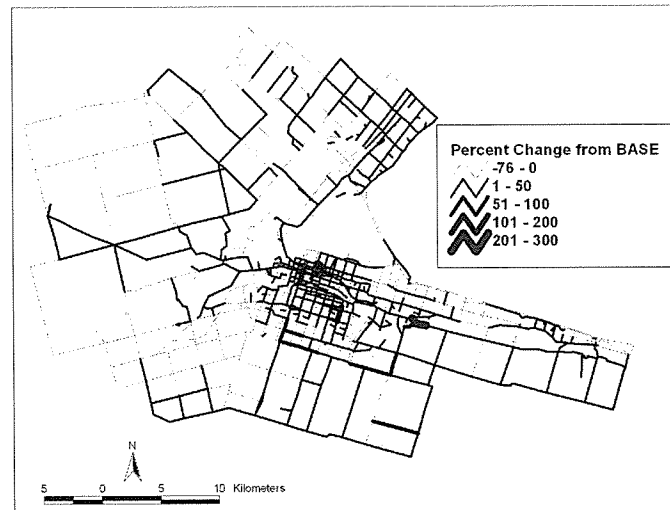 Percent Change from BASE
-76 - 0
1 - 50
51 - 100
101 - 200
201 - 300
N
5 0 5 10 Kilometers